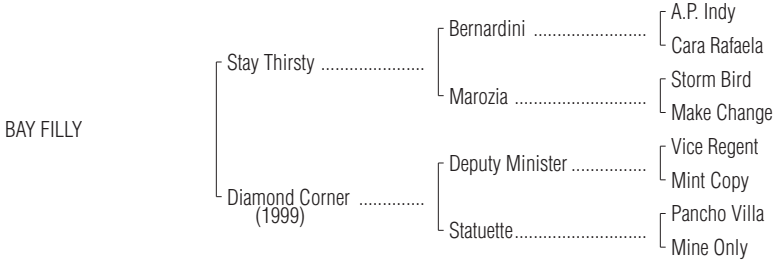 A.P. Indy
Bernardini ..............................
Cara Rafaela
Stay Thirsty ......................
Storm Bird
Marozia ...................................
Make Change
BAY FILLY
Vice Regent
Deputy Minister ....................
Mint Copy
Diamond Corner ..............
(1999)
Pancho Villa
Statuette...................................
Mine Only